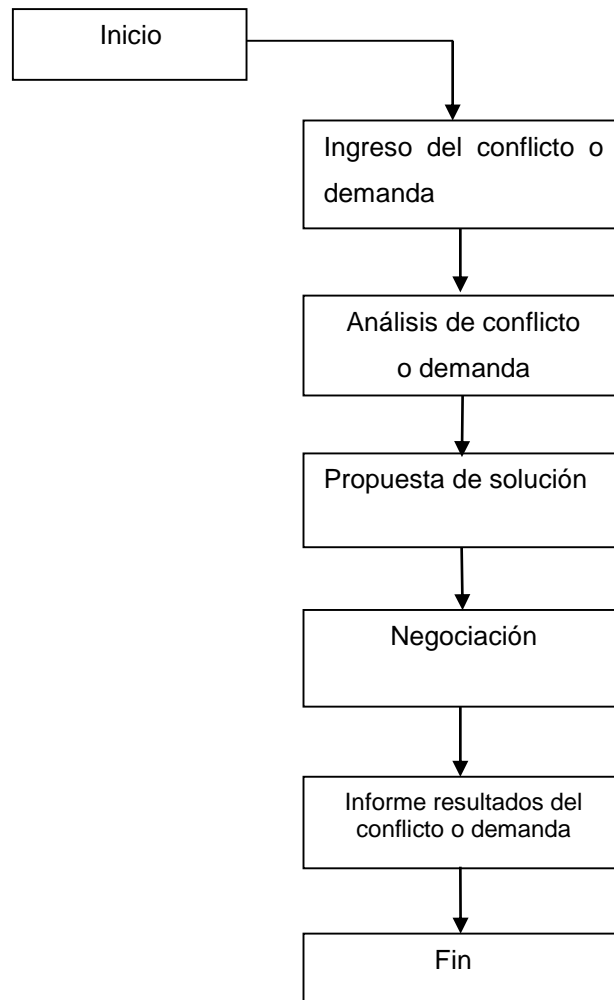 Inicio
Ingreso del conflicto o
demanda
Análisis de conflicto
o demanda
Propuesta de solución
Negociación
Informe resultados del
conflicto o demanda
Fin